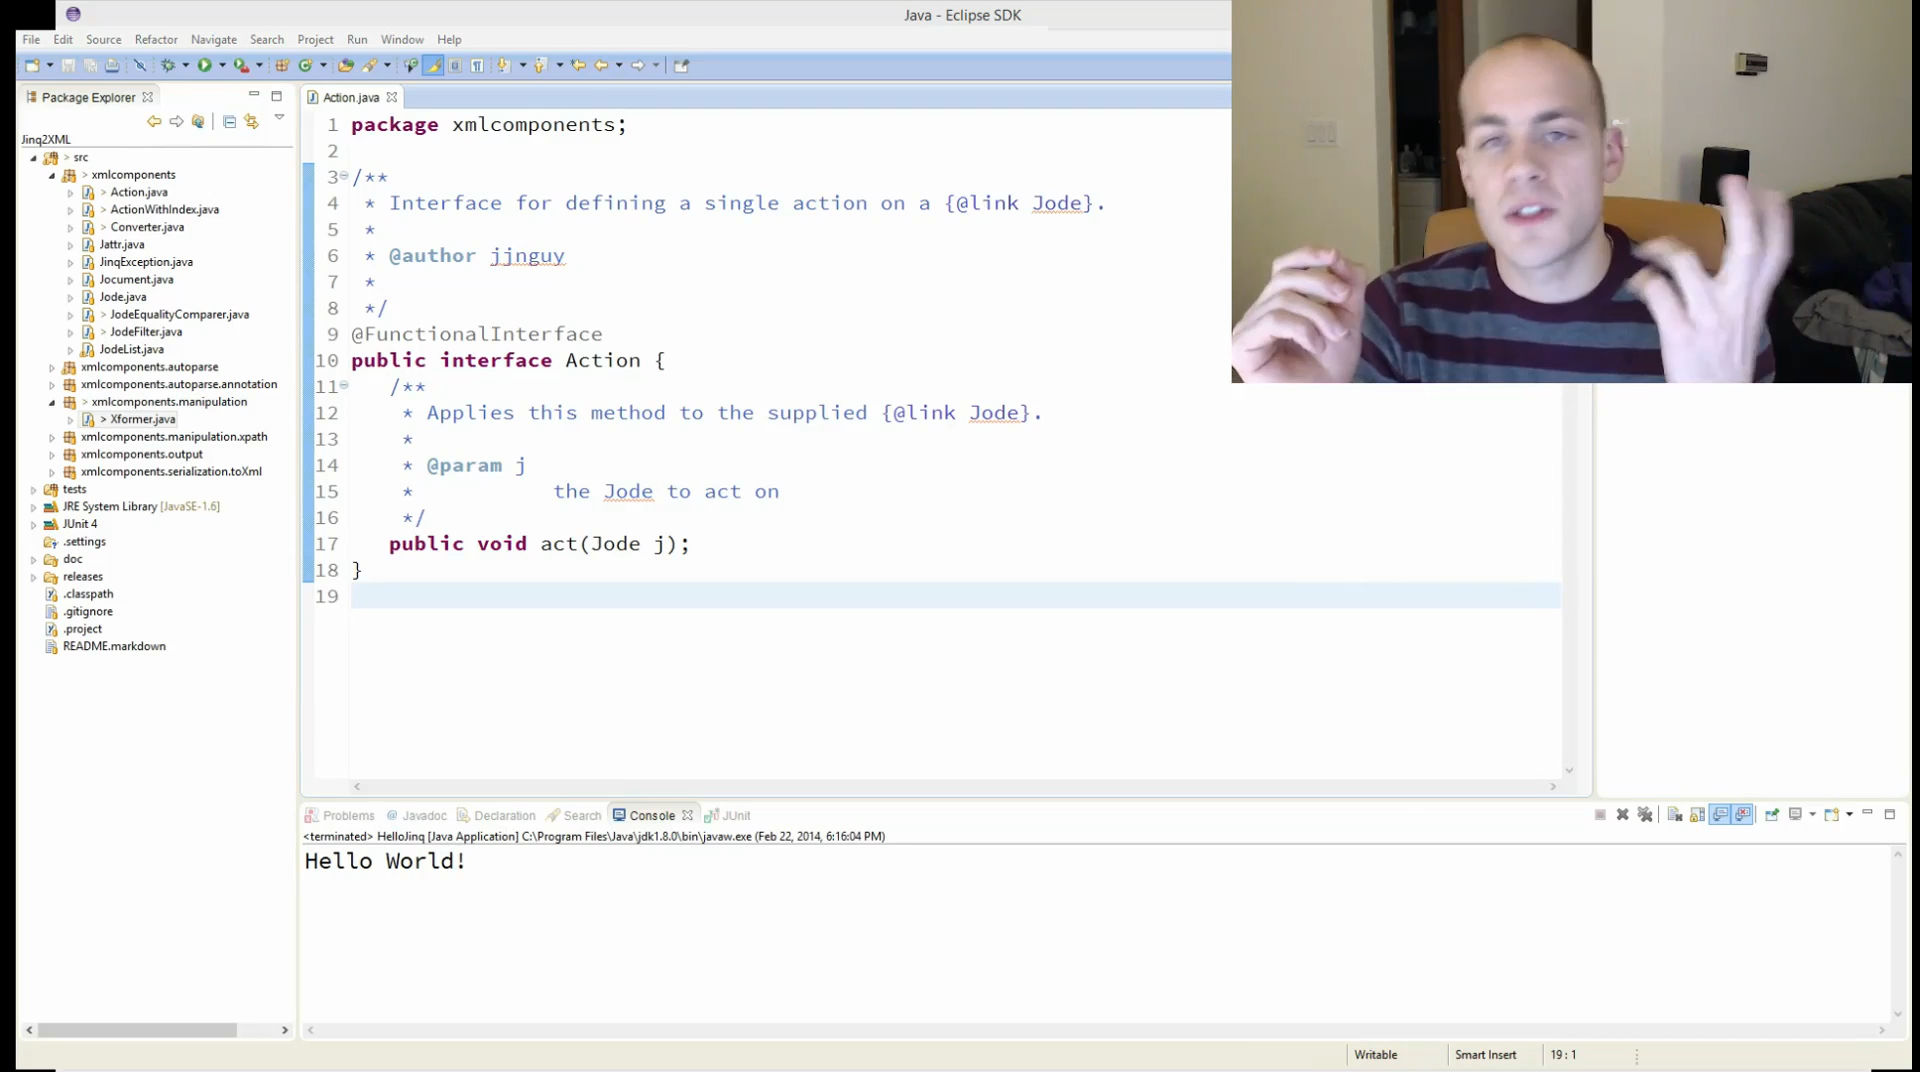 Java - Eclipse SDK
File Edit Source Refactor Navigate Search Project Run Window Help
Package Explorer
Action.java
Jinq2XML
> src
> xmlcomponents
> Action.java
> ActionWithIndex.java
> Converter.java
Jattr.java
JinqException.java
Jocument.java
Jode.java
> JodeEqualityComparer.java
> JodeFilter.java
JodeList.java
xmlcomponents.autoparse
xmlcomponents.autoparse.annotation
> xmlcomponents.manipulation
> Xformer.java
xmlcomponents.manipulation.xpath
xmlcomponents.output
xmlcomponents.serialization.toXml
tests
JRE System Library [JavaSE-1.6]
JUnit 4
.settings
doc
releases
.classpath
.gitignore
.project
README.markdown
1 package xmlcomponents;
2
3 /**
4 * Interface for defining a single action on a {@link Jode}.
5 *
6 * @author jjnguy
7 *
8 */
9 @FunctionalInterface
10 public interface Action {
11 /**
12 * Applies this method to the supplied {@link Jode}.
13 *
14 * @param j
15 * the Jode to act on
16 */
17 public void act(Jode j);
18 }
19
Problems @ Javadoc Declaration Search Console JUnit
<terminated> HelloJinq [Java Application] C:\Program Files\Java\jdk1.8.0\bin\javaw.exe (Feb 22, 2014, 6:16:04 PM)
Hello World!
Writable Smart Insert 19 : 1